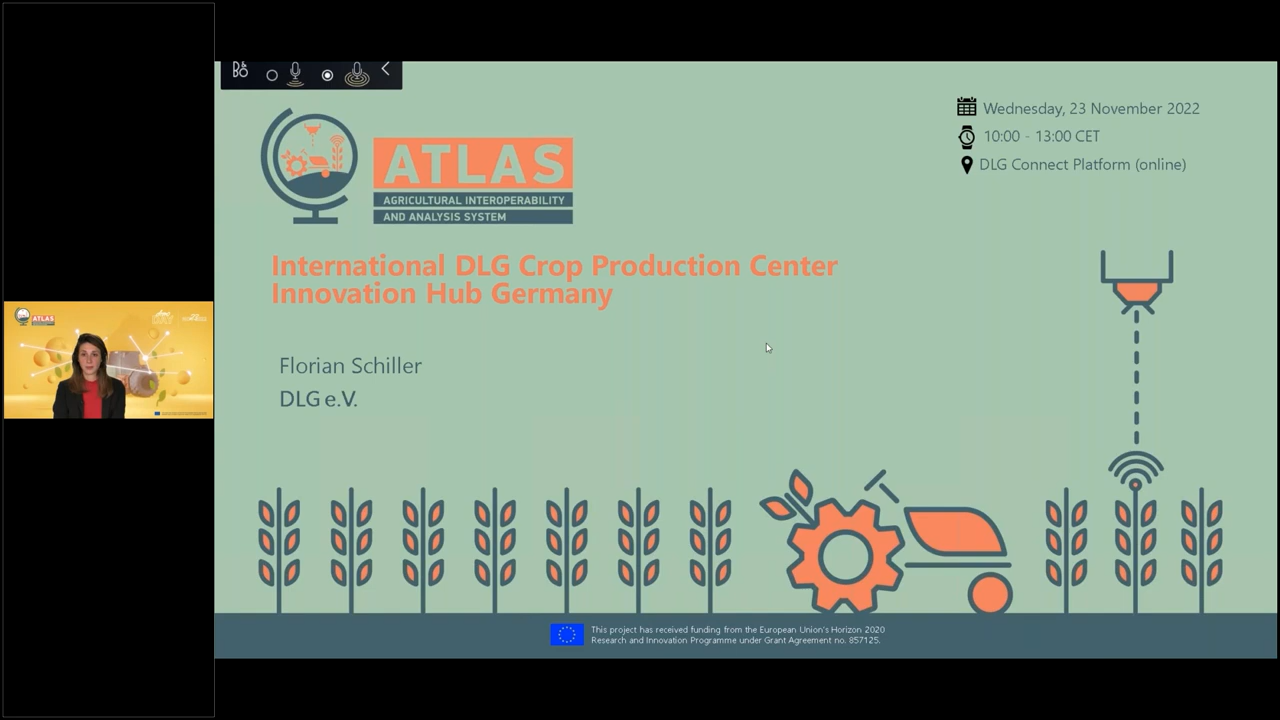 Wednesday, 23 November 2022
10:00 - 13:00 CET
DLG Connect Platform (online)
ATLAS
AGRICULTURAL INTEROPERABILITY
AND ANALYSIS SYSTEM
International DLG Crop Production Center
Innovation Hub Germany
Florian Schiller
DLG e.V.
ATLAS
This project has received funding from the European Union's Horizon 2020
Research and Innovation Programme under Grant Agreement no. 857125.